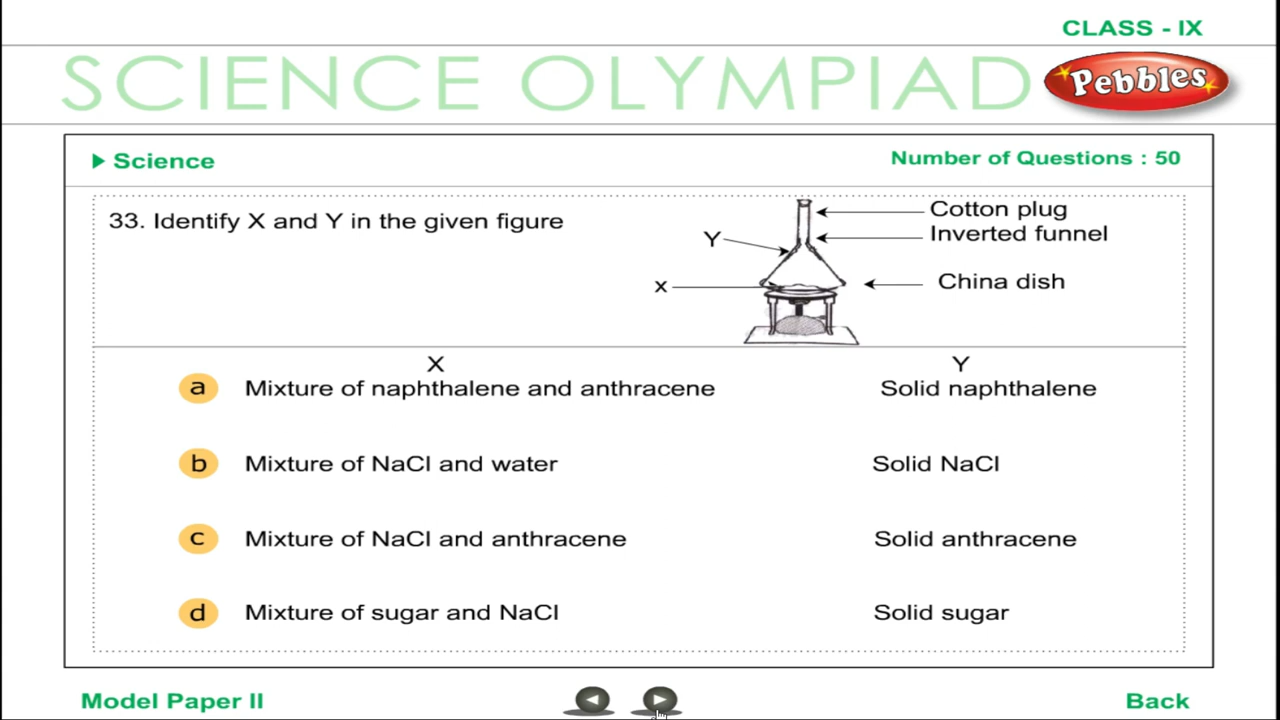 CLASS - IX
SCIENCE OLYMPIAD
Pebbles
Science
Number of Questions : 50
33. Identify X and Y in the given figure
Cotton plug
Inverted funnel
Y
x
China dish
X Y
a Mixture of naphthalene and anthracene Solid naphthalene
b Mixture of NaCl and water Solid NaCl
c Mixture of NaCl and anthracene Solid anthracene
d Mixture of sugar and NaCl Solid sugar
Model Paper II
Back